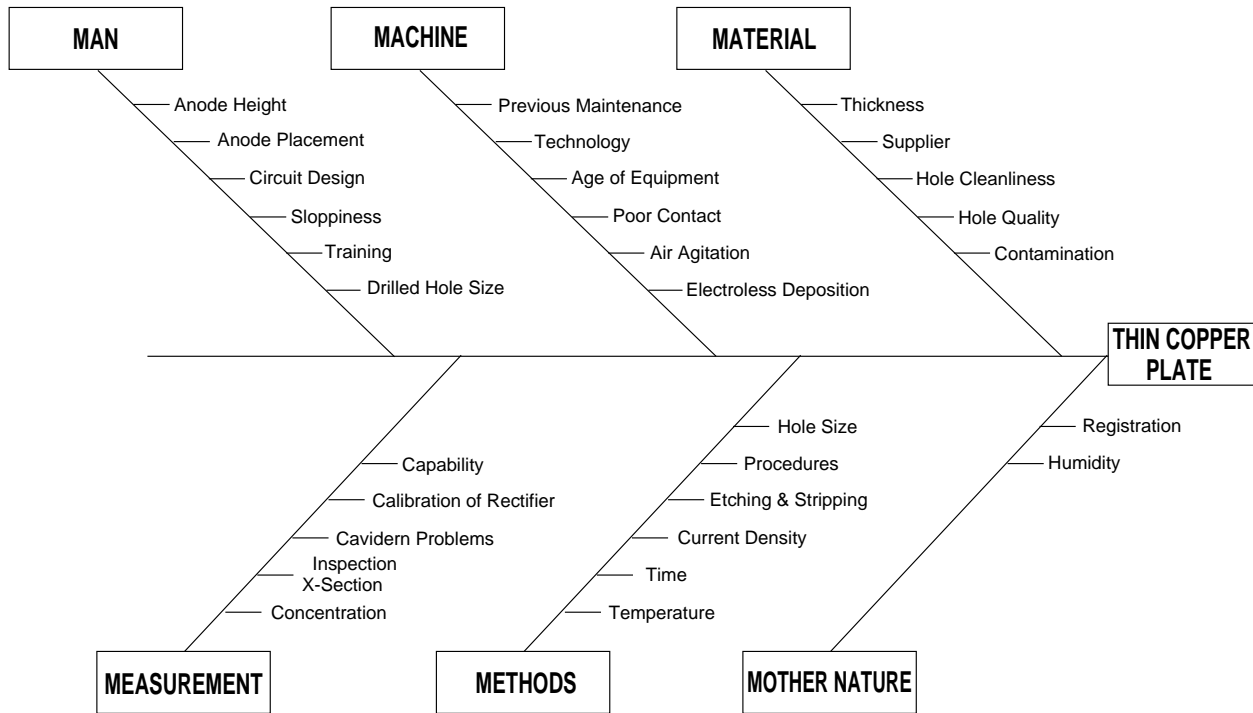 MAN
MACHINE
MATERIAL
Anode Height
Anode Placement
Circuit Design
Sloppiness
Training
Drilled Hole Size
Previous Maintenance
Technology
Age of Equipment
Poor Contact
Air Agitation
Electroless Deposition
Thickness
Supplier
Hole Cleanliness
Hole Quality
Contamination
THIN COPPER
PLATE
Capability
Calibration of Rectifier
Cavidern Problems
Inspection
X-Section
Concentration
Hole Size
Procedures
Etching & Stripping
Current Density
Time
Temperature
Registration
Humidity
MEASUREMENT
METHODS
MOTHER NATURE